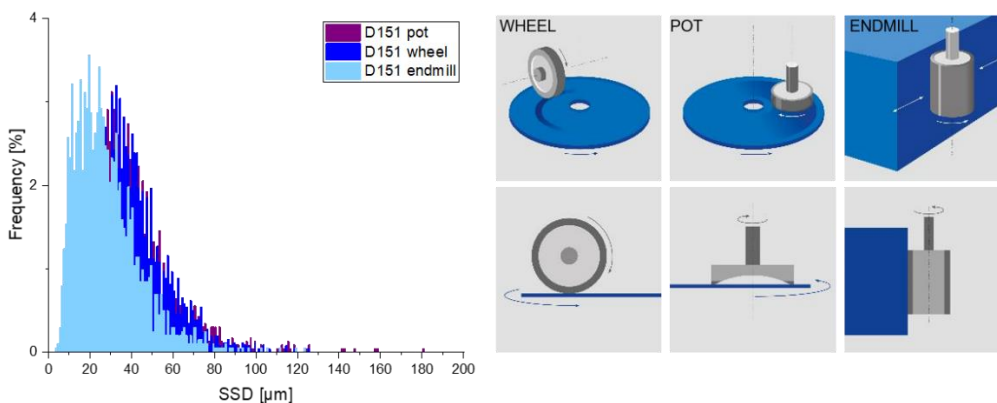 4
2
0
Frequency [%]
D151 pot
D151 wheel
D151 endmill
0 20 40 60 80 100 120 140 160 180 200
SSD [µm]
WHEEL
POT
ENDMILL